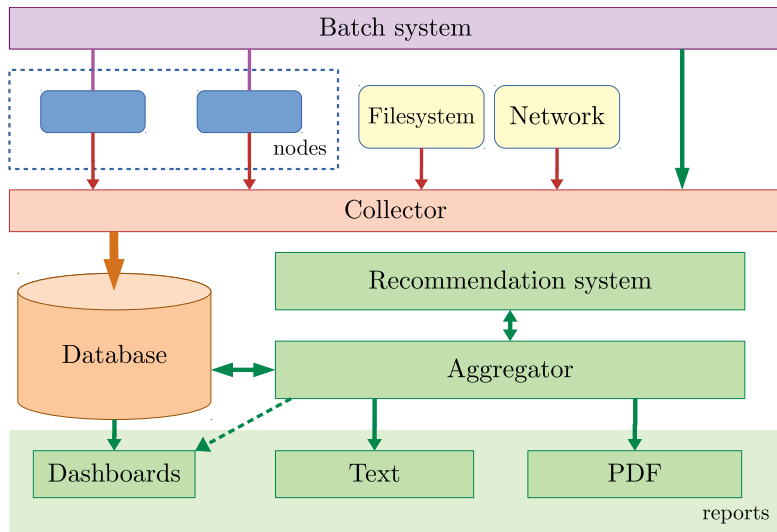 Batch system
Filesystem
Network
nodes
Collector
Recommendation system
Database
Aggregator
Dashboards
Text
PDF
reports